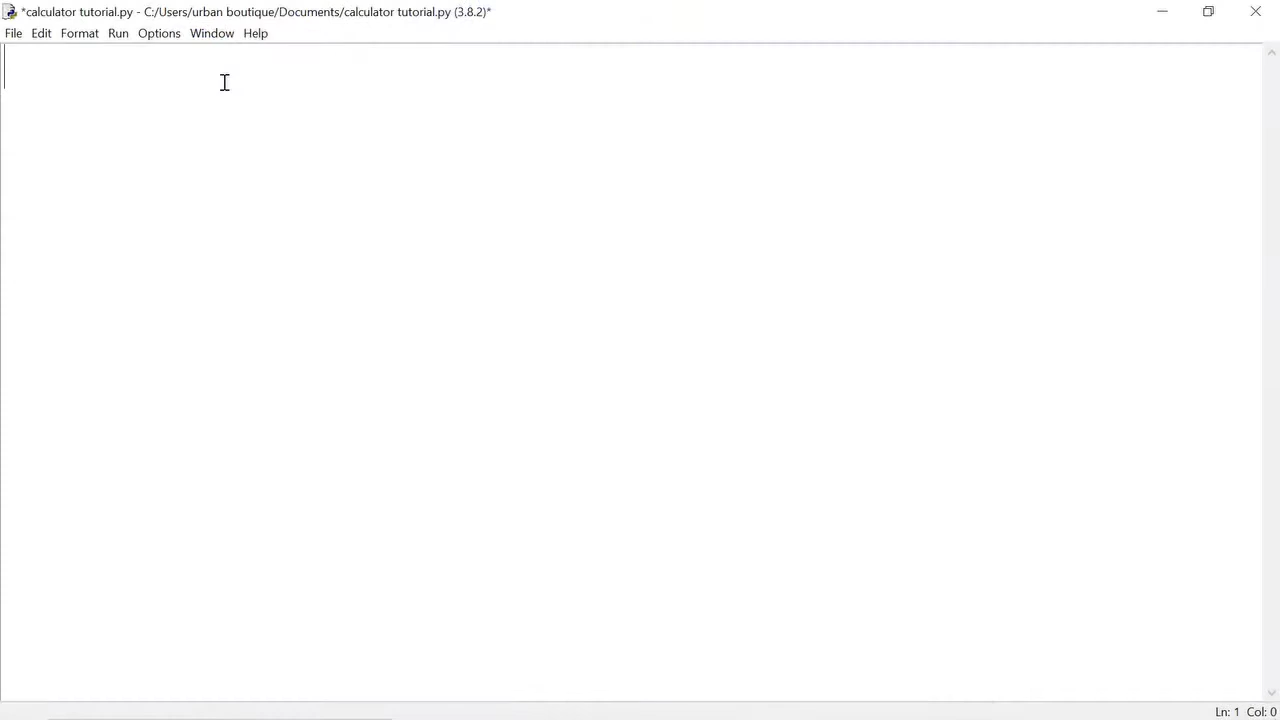 *calculator tutorial.py - C:/Users/urban boutique/Documents/calculator tutorial.py (3.8.2)*
File Edit Format Run Options Window Help
Ln: 1 Col: 0